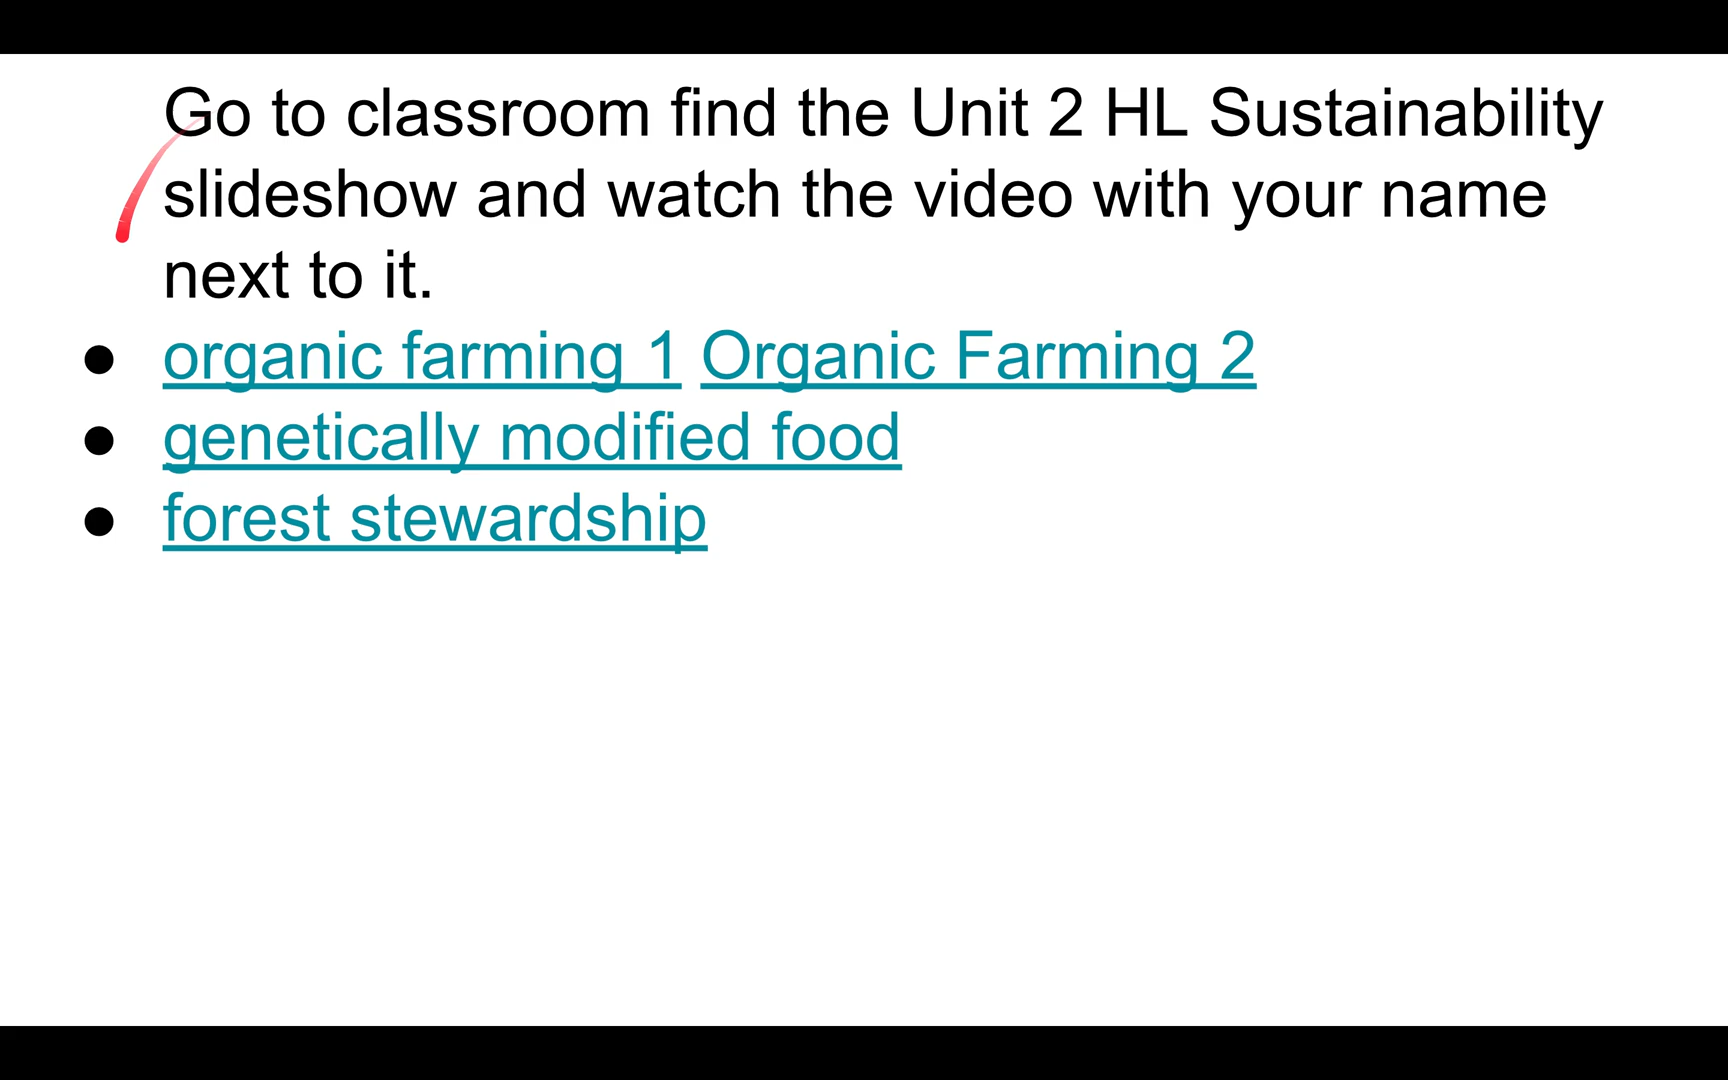 Go to classroom find the Unit 2 HL Sustainability
slideshow and watch the video with your name
next to it.
● organic farming 1 Organic Farming 2
● genetically modified food
● forest stewardship